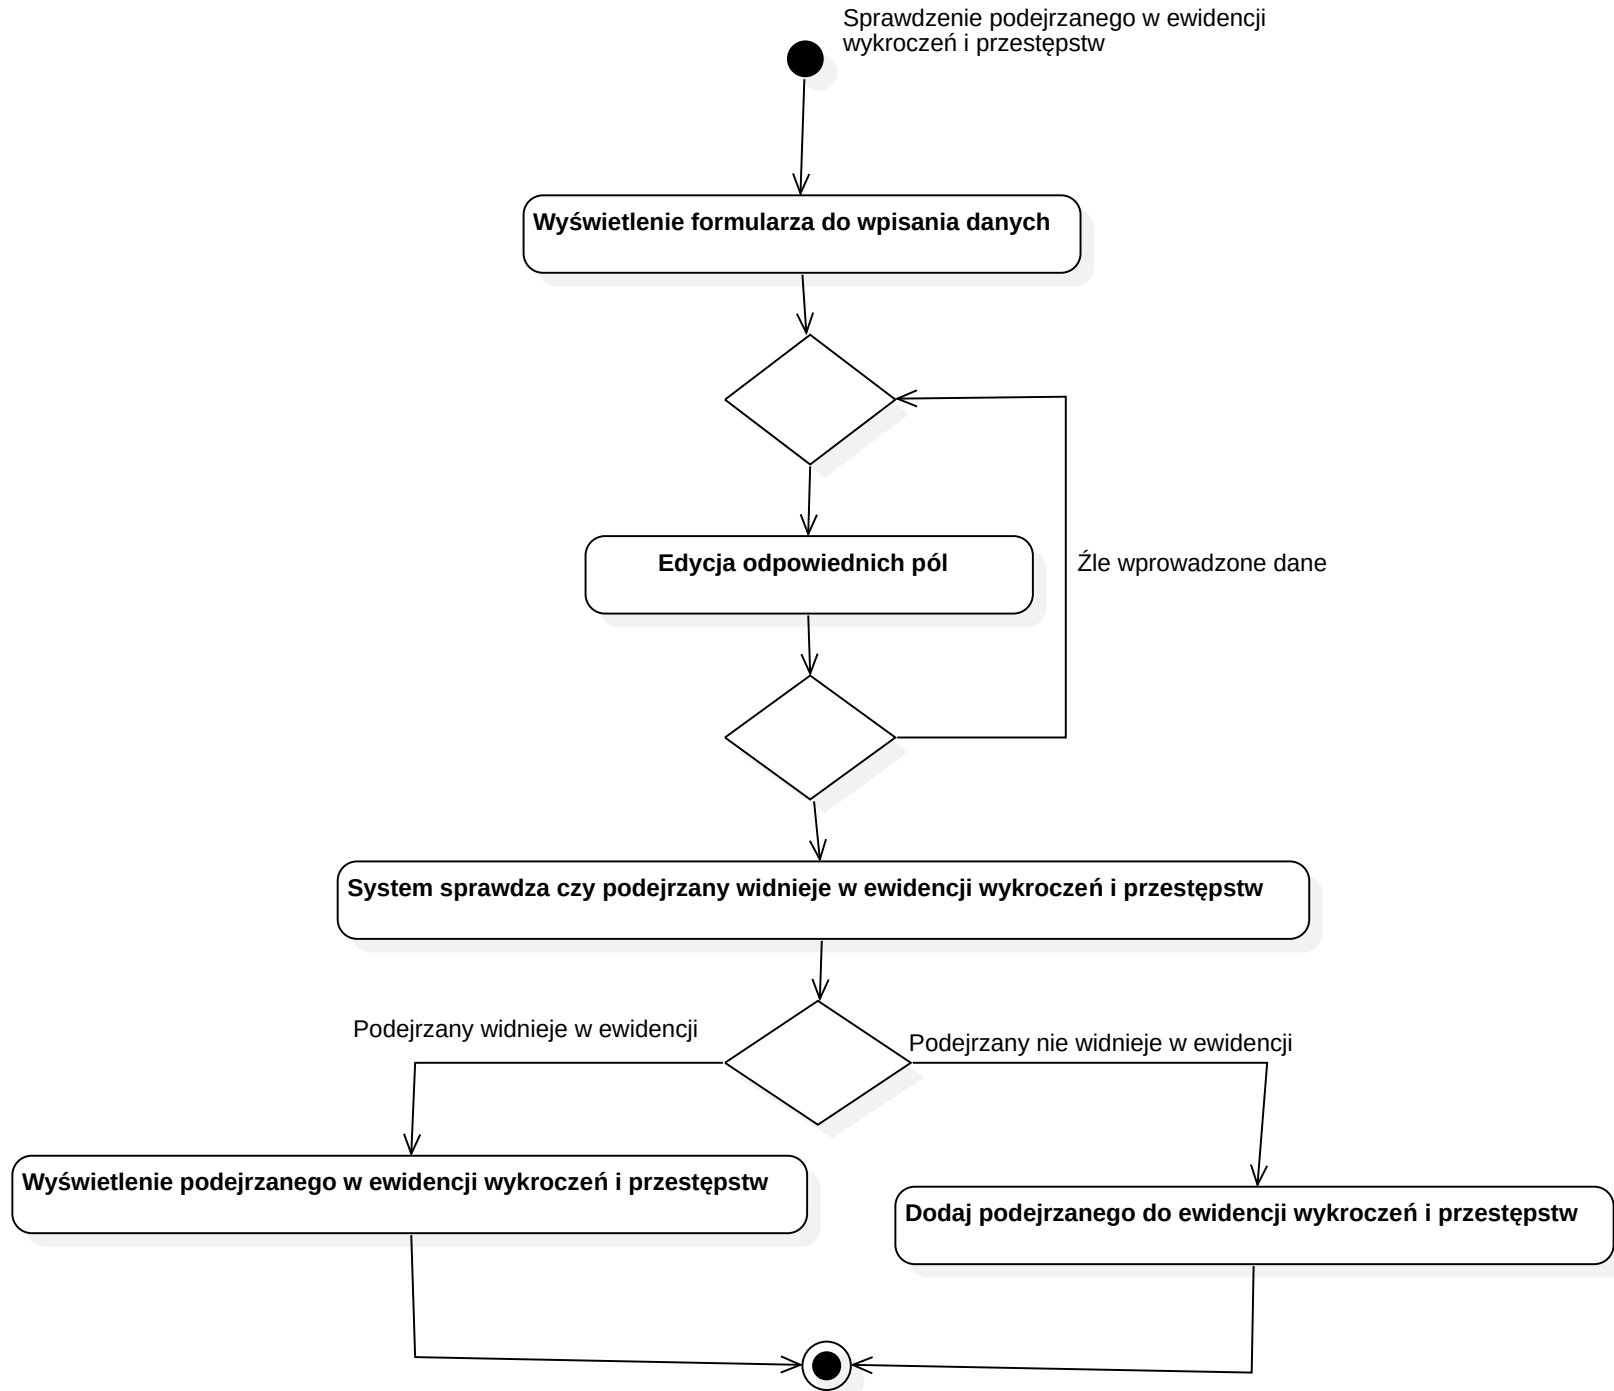 Sprawdzenie podejrzanego w ewidencji
wykroczeń i przestępstw
Wyświetlenie formularza do wpisania danych
Edycja odpowiednich pól
Źle wprowadzone dane
System sprawdza czy podejrzany widnieje w ewidencji wykroczeń i przestępstw
Podejrzany widnieje w ewidencji
Podejrzany nie widnieje w ewidencji
Wyświetlenie podejrzanego w ewidencji wykroczeń i przestępstw
Dodaj podejrzanego do ewidencji wykroczeń i przestępstw